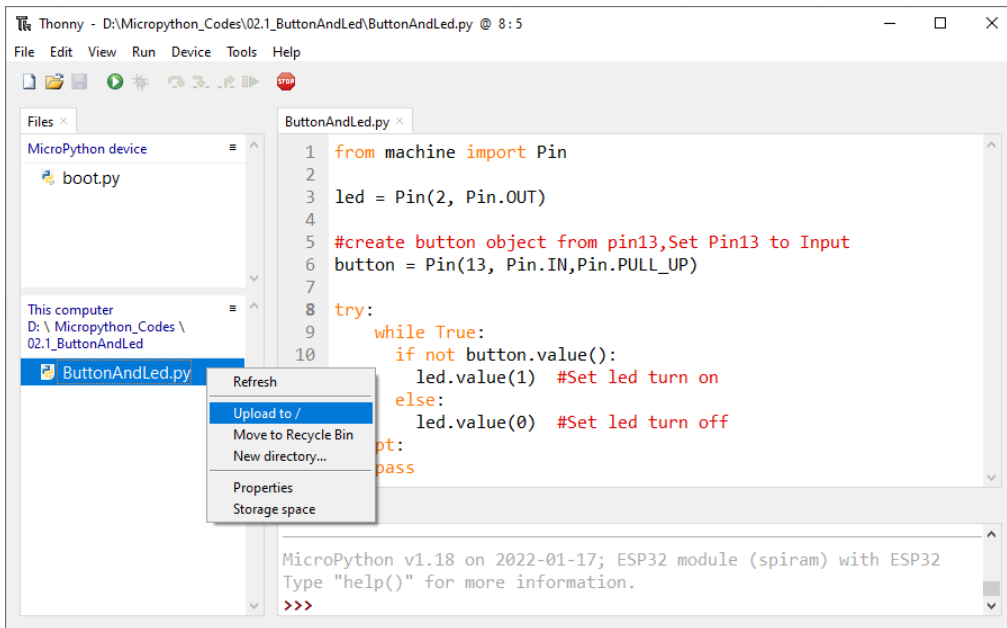 Thonny - D:\Micropython_Codes\02.1_ButtonAndLed\ButtonAndLed.py @ 8:5
File Edit View Run Device Tools Help
STOP
Files
MicroPython device
boot.py
This computer
D: \ Micropython_Codes \
02.1_ButtonAndLed
ButtonAndLed.py
Refresh
Upload to /
Move to Recycle Bin
New directory...
Properties
Storage space
ButtonAndLed.py
1 from machine import Pin
2
3 led = Pin(2, Pin.OUT)
4
5 #create button object from pin13,Set Pin13 to Input
6 button = Pin(13, Pin.IN,Pin.PULL_UP)
7
8 try:
9 while True:
10 if not button.value():
led.value(1) #Set led turn on
else:
led.value(0) #Set led turn off
pt:
pass
MicroPython v1.18 on 2022-01-17; ESP32 module (spiram) with ESP32
Type "help()" for more information.
>>>